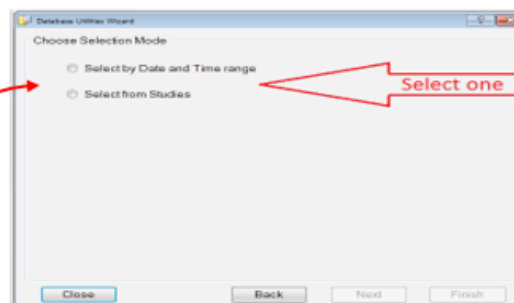 Database Utilities Wizard
Choose Selection Mode
Select by Date and Time range
Select from Studies
Select one
Close
Back
Next
Finish